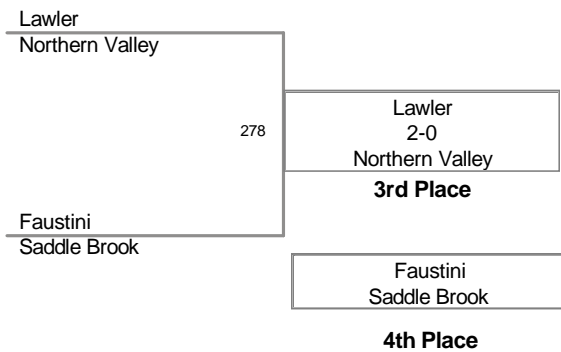 Lawler
Northern Valley
278
Lawler
2-0
Northern Valley
3rd Place
Faustini
Saddle Brook
Faustini
Saddle Brook
4th Place